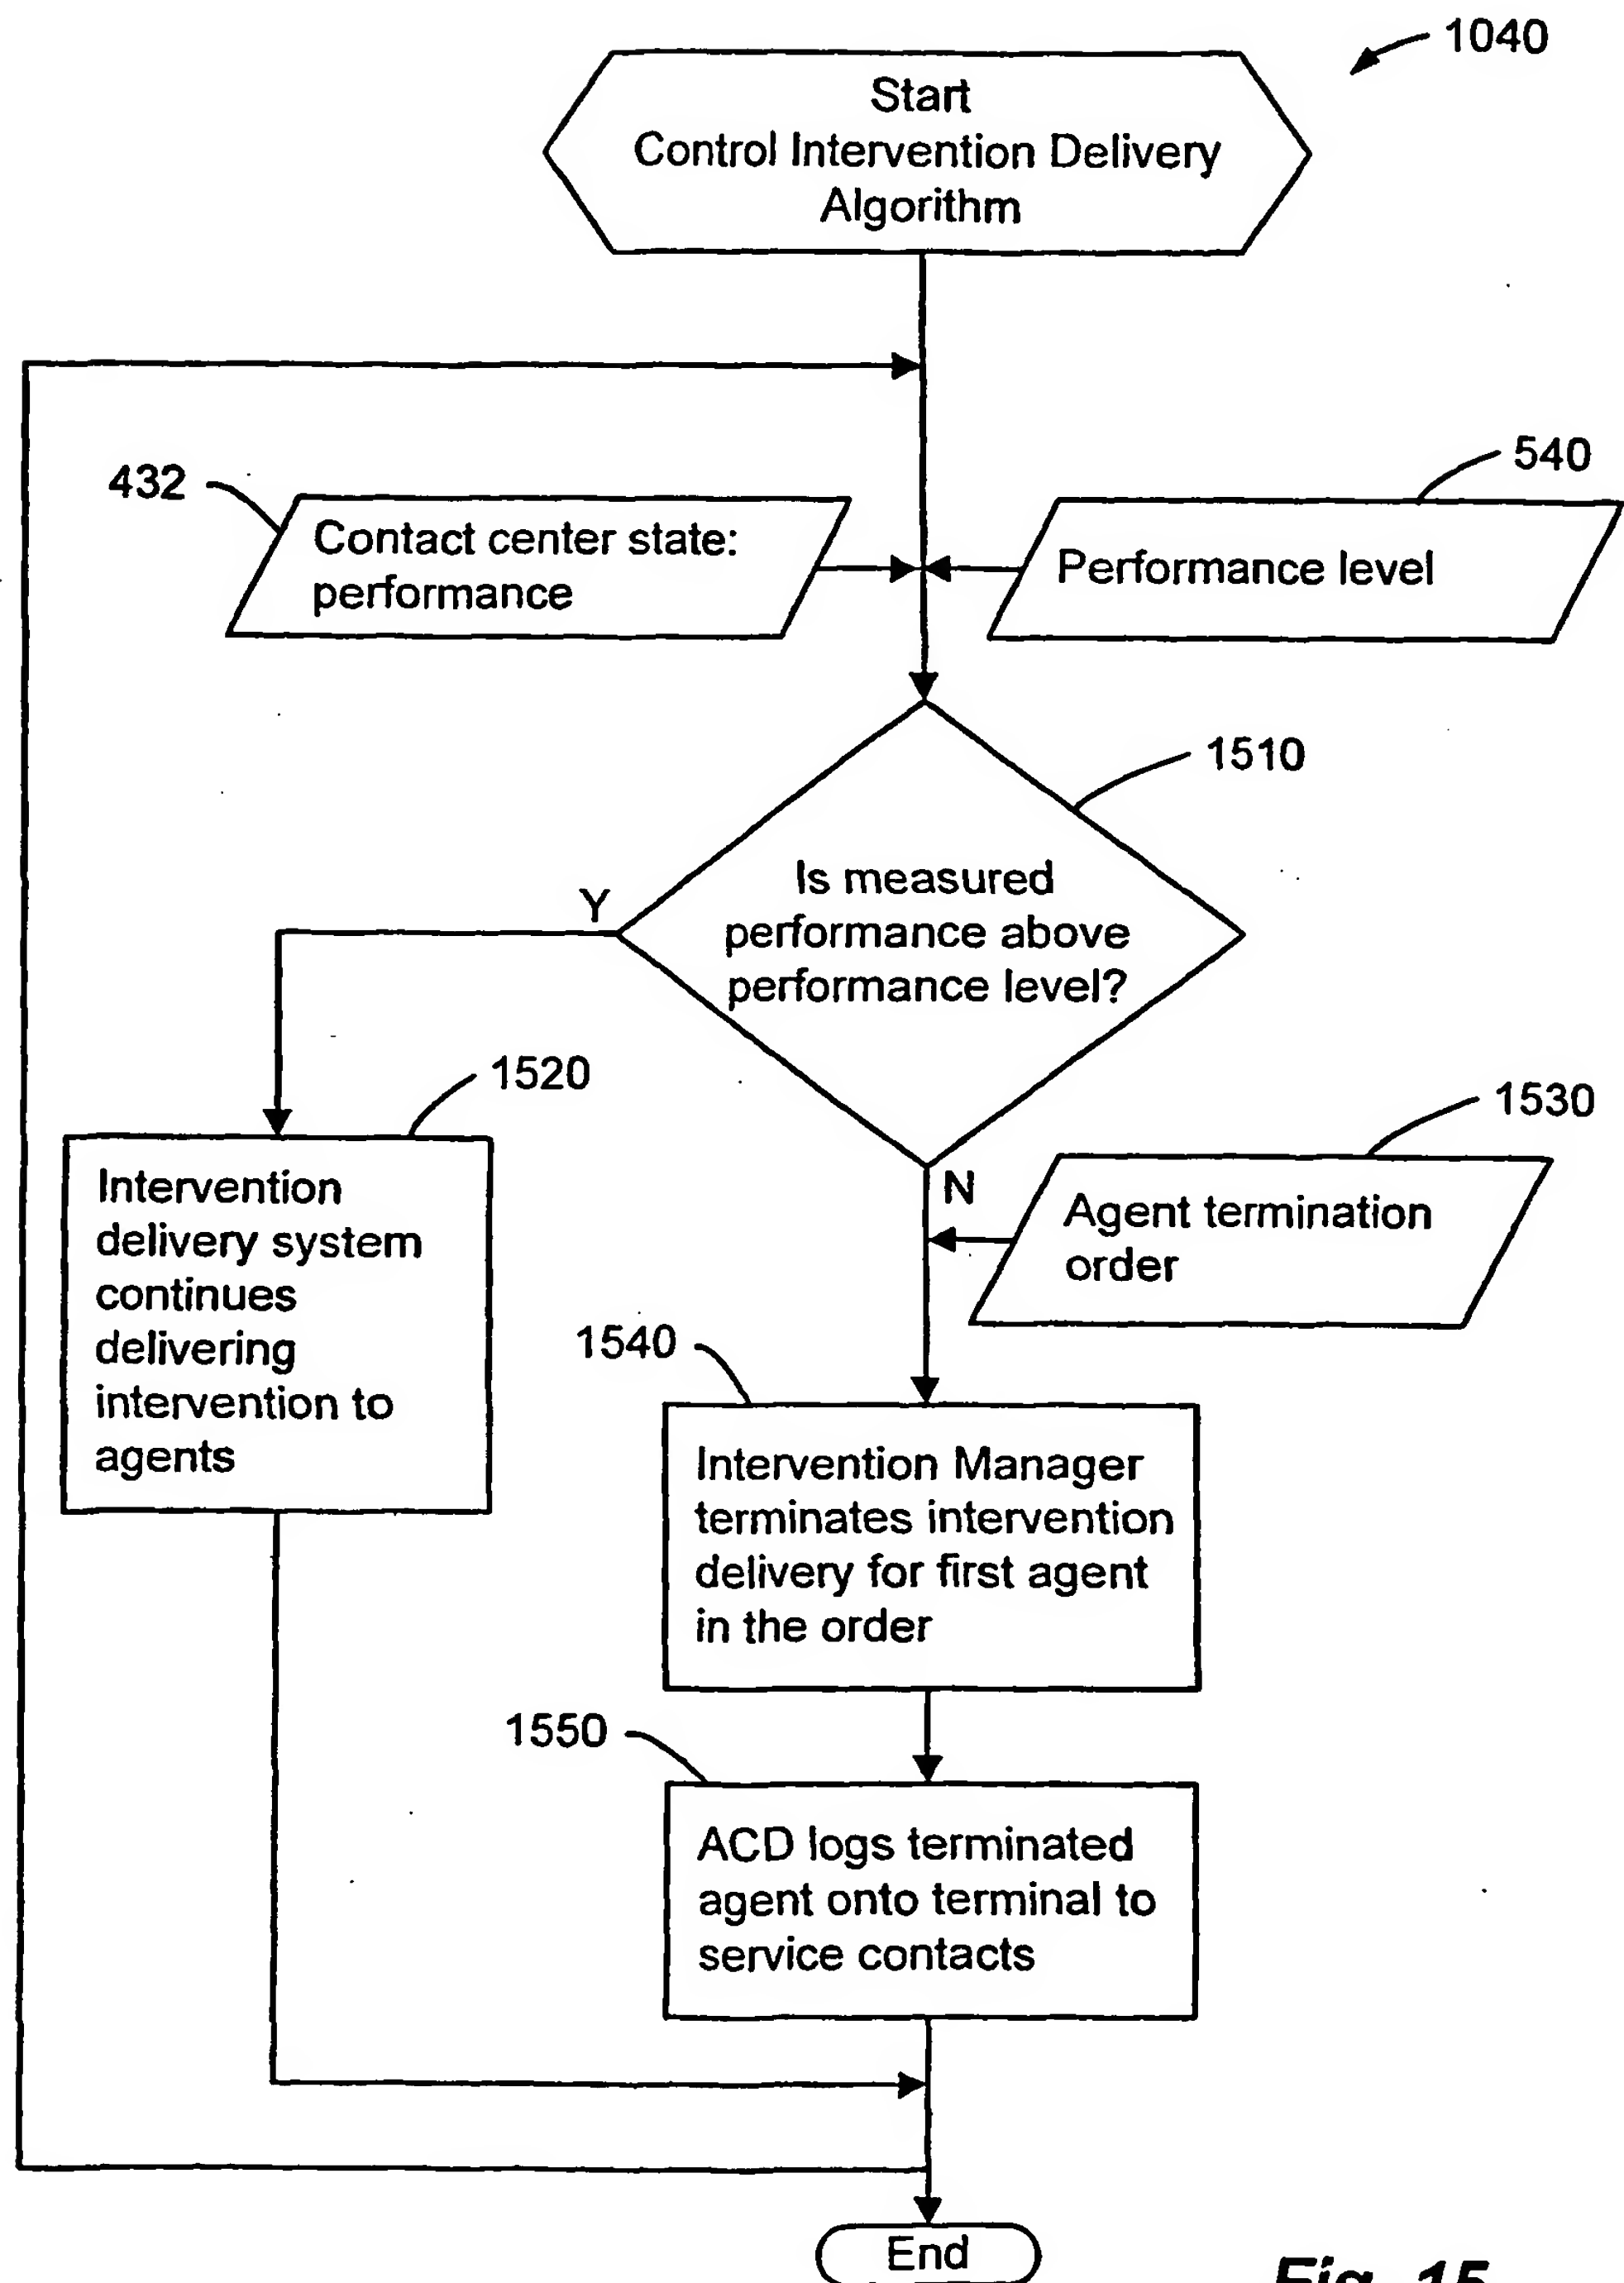 1040
Start
Control Intervention Delivery
Algorithm
432
540
Contact center state:
performance
Performance level
1510
Is measured
performance above
performance level?
Y
N
1520
1530
Intervention
delivery system
continues
delivering
intervention to
agents
Agent termination
order
1540
Intervention Manager
terminates intervention
delivery for first agent
in the order
1550
ACD logs terminated
agent onto terminal to
service contacts
End
Fig. 15